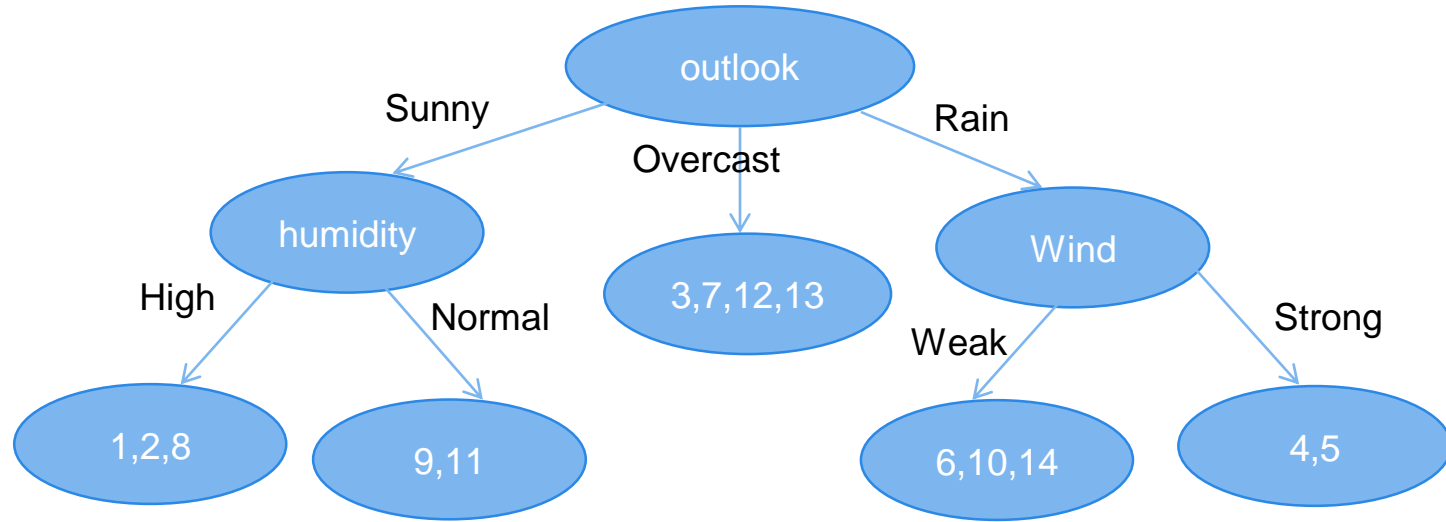 outlook
Sunny
Rain
Overcast
humidity
Wind
3,7,12,13
High
Normal
Weak
Strong
1,2,8
9,11
6,10,14
4,5